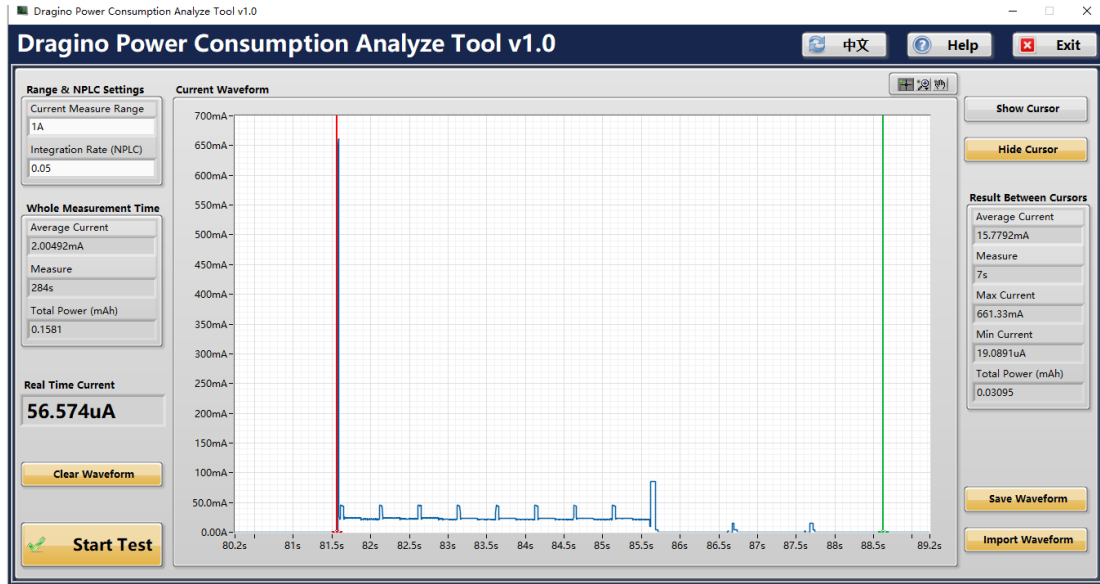 Dragino Power Consumption Analyze Tool v1.0
Dragino Power Consumption Analyze Tool v1.0
中文
Help
Exit
Range & NPLC Settings
Current Measure Range
1A
Integration Rate (NPLC)
0.05
Whole Measurement Time
Average Current
2.00492mA
Measure
284s
Total Power (mAh)
0.1581
Real Time Current
56.574uA
Clear Waveform
Start Test
Current Waveform
700mA
650mA
600mA
550mA
500mA
450mA
400mA
350mA
300mA
250mA
200mA
150mA
100mA
50.0mA
0.00A
80.2s 81s 81.5s 82s 82.5s 83s 83.5s 84s 84.5s 85s 85.5s 86s 86.5s 87s 87.5s 88s 88.5s 89.2s
Show Cursor
Hide Cursor
Result Between Cursors
Average Current
15.7792mA
Measure
7s
Max Current
661.33mA
Min Current
19.0891uA
Total Power (mAh)
0.03095
Save Waveform
Import Waveform